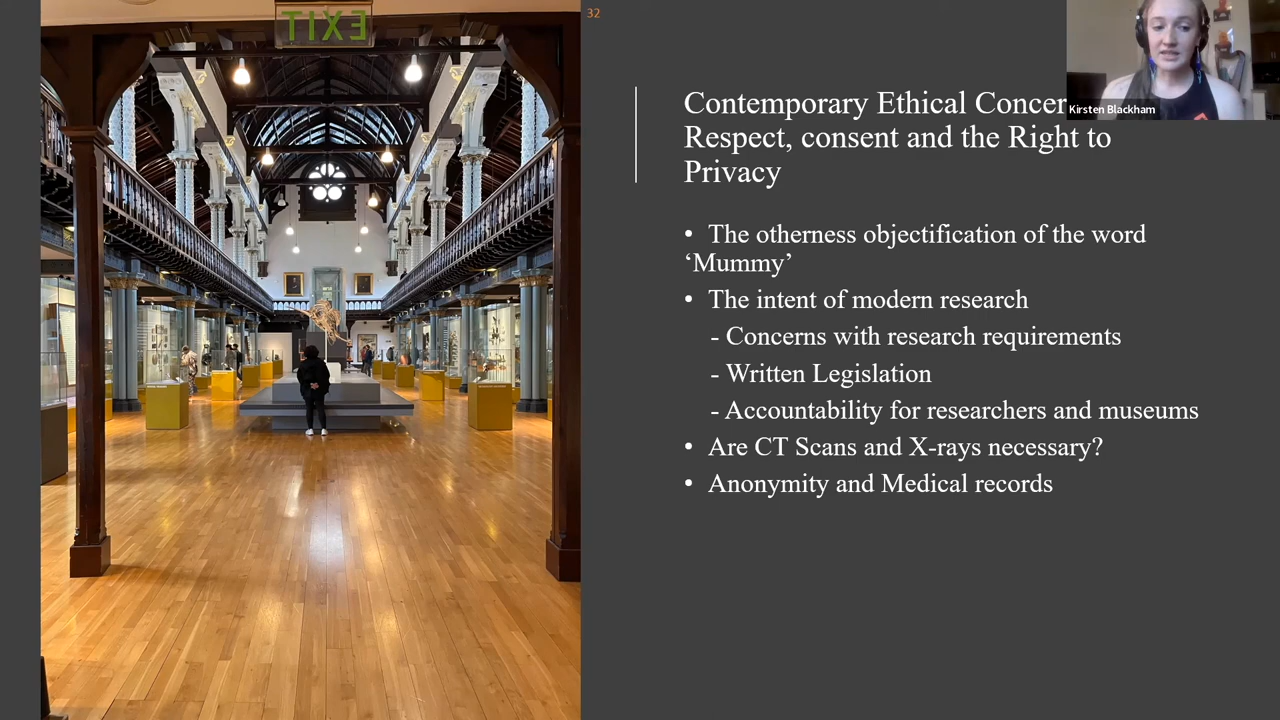 EXIT
32
Kirsten Blackham
Contemporary Ethical Concer
Respect, consent and the Right to
Privacy
• The otherness objectification of the word
‘Mummy’
• The intent of modern research
- Concerns with research requirements
- Written Legislation
- Accountability for researchers and museums
• Are CT Scans and X-rays necessary?
• Anonymity and Medical records